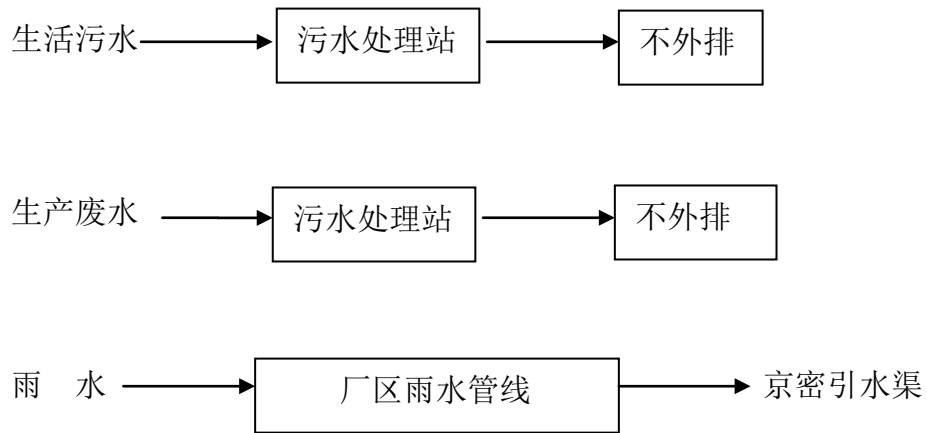 生活污水 污水处理站 不外排
生产废水 污水处理站 不外排
雨 水 厂区雨水管线 京密引水渠